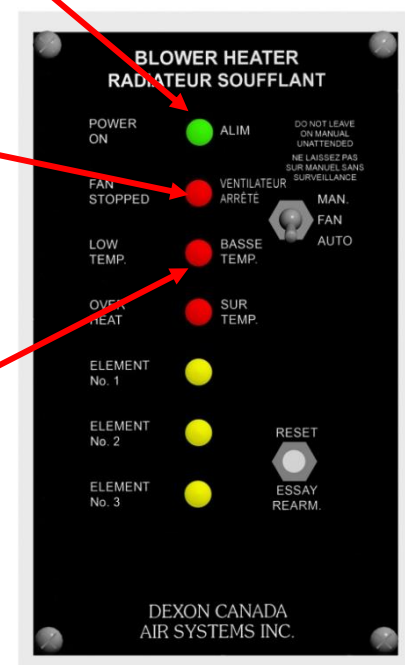 BLOWER HEATER
RADIATEUR SOUFFLANT
POWER
ON
ALIM
DO NOT LEAVE
ON MANUAL
UNATTENDED
NE LAISSEZ PAS
SUR MANUEL SANS
SURVEILLANCE
FAN
STOPPED
VENTILATEUR
ARRÊTÉ
MAN.
FAN
AUTO
LOW
TEMP.
BASSE
TEMP.
OVER
HEAT
SUR
TEMP.
ELEMENT
No. 1
ELEMENT
No. 2
RESET
ELEMENT
No. 3
ESSAY
REARM.
DEXON CANADA
AIR SYSTEMS INC.